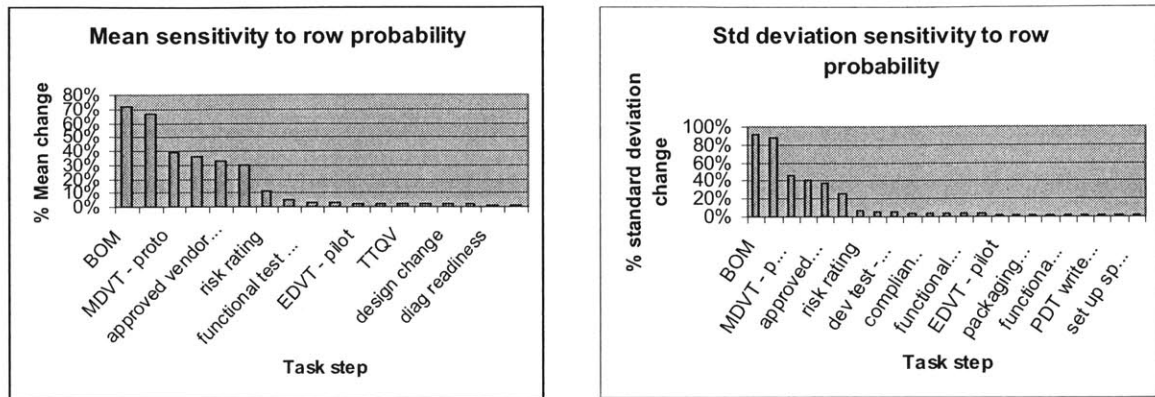 Mean sensitivity to row probability
% Mean change
80%
70%
60%
50%
40%
30%
20%
10%
0%
BOM
MDVT - proto
approved vendor...
risk rating
functional test ...
EDVT - pilot
TTQV
design change
diag readiness
Task step
Std deviation sensitivity to row
probability
% standard deviation
change
100%
80%
60%
40%
20%
0%
BOM
MDVT - p...
approved...
risk rating
dev test -...
complian..
functional...
EDVT - pilot
packaging...
functiona...
PDT write...
set up sp...
Task step